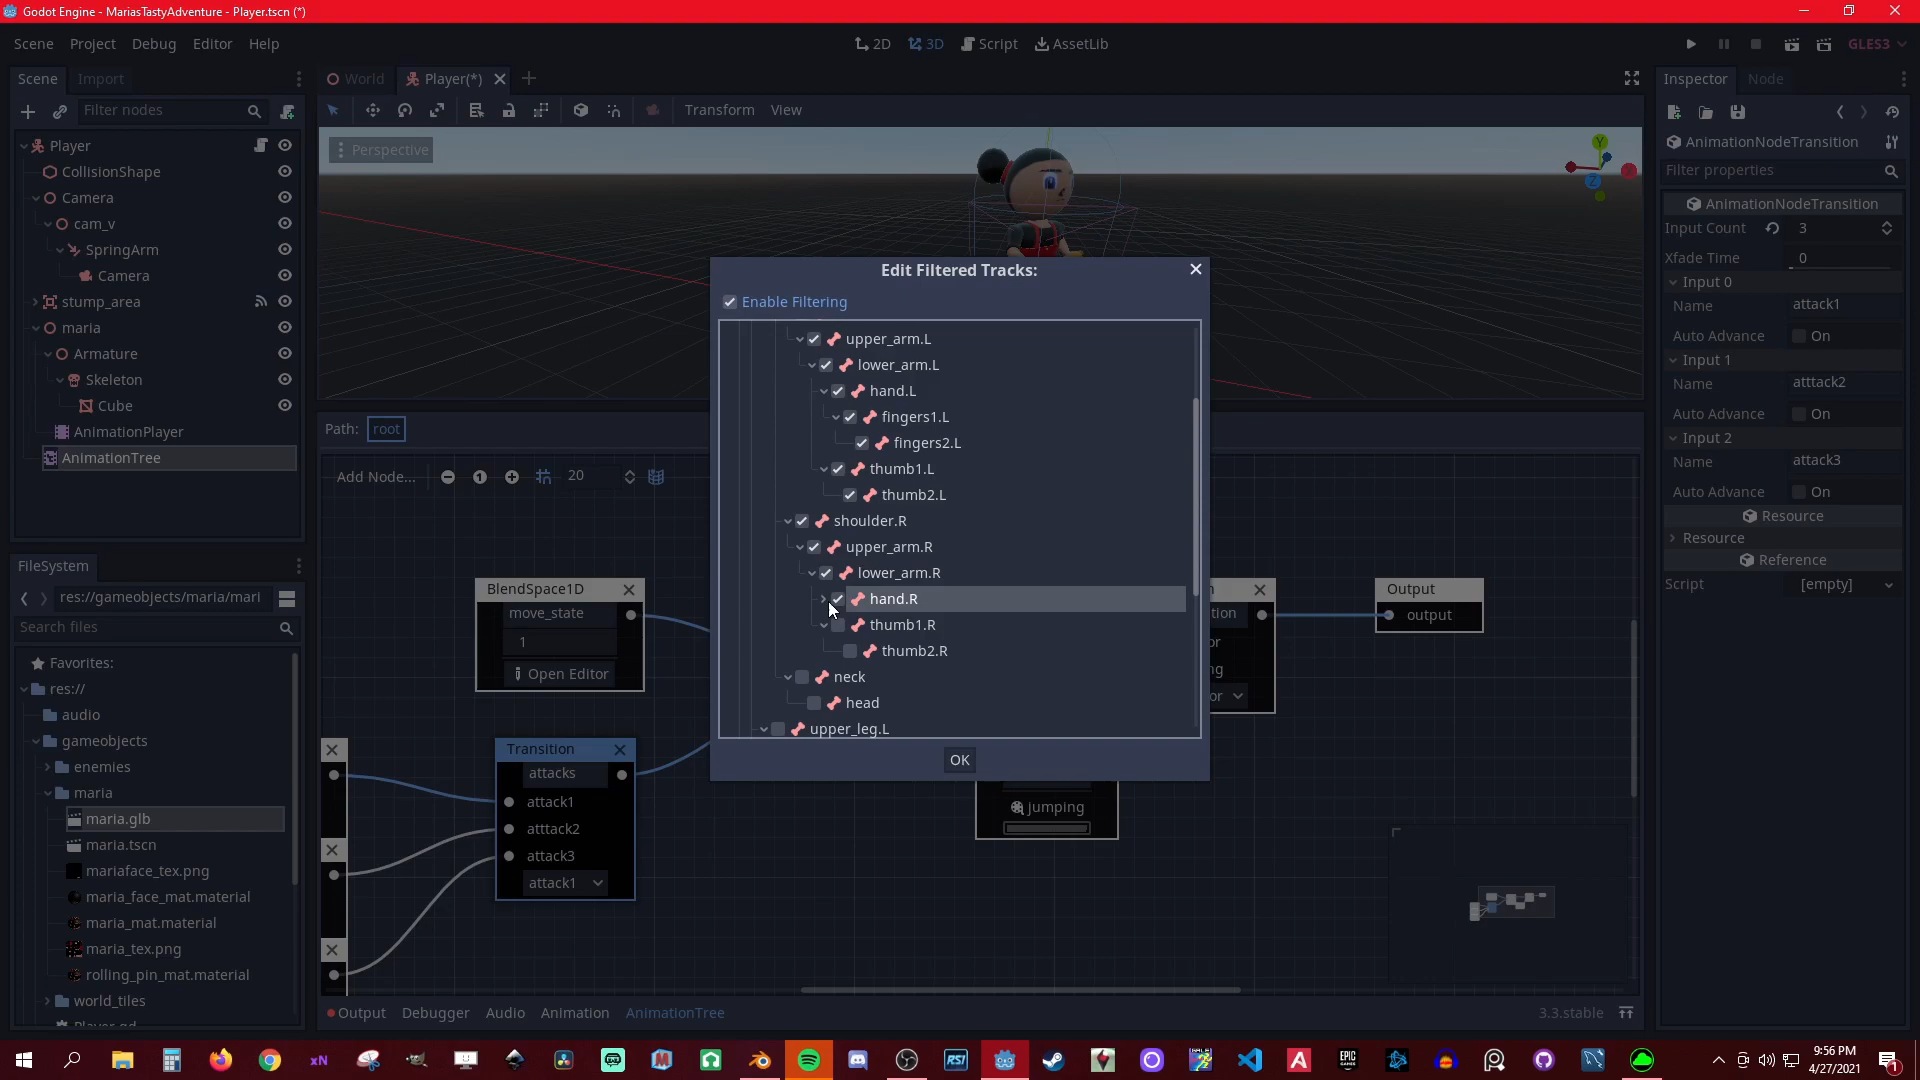 Godot Engine - MariasTastyAdventure - Player.tscn (*)
Scene Project Debug Editor Help
2D 3D Script AssetLib
GLES3
Scene Import
Filter nodes
Player
CollisionShape
Camera
cam_v
SpringArm
Camera
stump_area
maria
Armature
Skeleton
Cube
AnimationPlayer
AnimationTree
FileSystem
res://gameobjects/maria/mari
Search files
Favorites:
res://
audio
gameobjects
enemies
maria
maria.glb
maria.tscn
mariaface_tex.png
maria_face_mat.material
maria_mat.material
maria_tex.png
rolling_pin_mat.material
world_tiles
Player.gd
World Player(*)
Transform View
Perspective
Y
X
Z
Path: root
Add Node... 1 20
BlendSpace1D
move_state
1
Open Editor
Transition
attacks
attack1
atttack2
attack3
attack1
jumping
Output
output
Edit Filtered Tracks:
Enable Filtering
upper_arm.L
lower_arm.L
hand.L
fingers1.L
fingers2.L
thumb1.L
thumb2.L
shoulder.R
upper_arm.R
lower_arm.R
hand.R
thumb1.R
thumb2.R
neck
head
upper_leg.L
OK
Output Debugger Audio Animation AnimationTree
3.3.stable
Inspector Node
AnimationNodeTransition
Filter properties
AnimationNodeTransition
Input Count 3
Xfade Time 0
Input 0
Name attack1
Auto Advance On
Input 1
Name atttack2
Auto Advance On
Input 2
Name attack3
Auto Advance On
Resource
Resource
Reference
Script [empty]
xN
RSI
A
EPIC GAMES
9:56 PM
4/27/2021
1